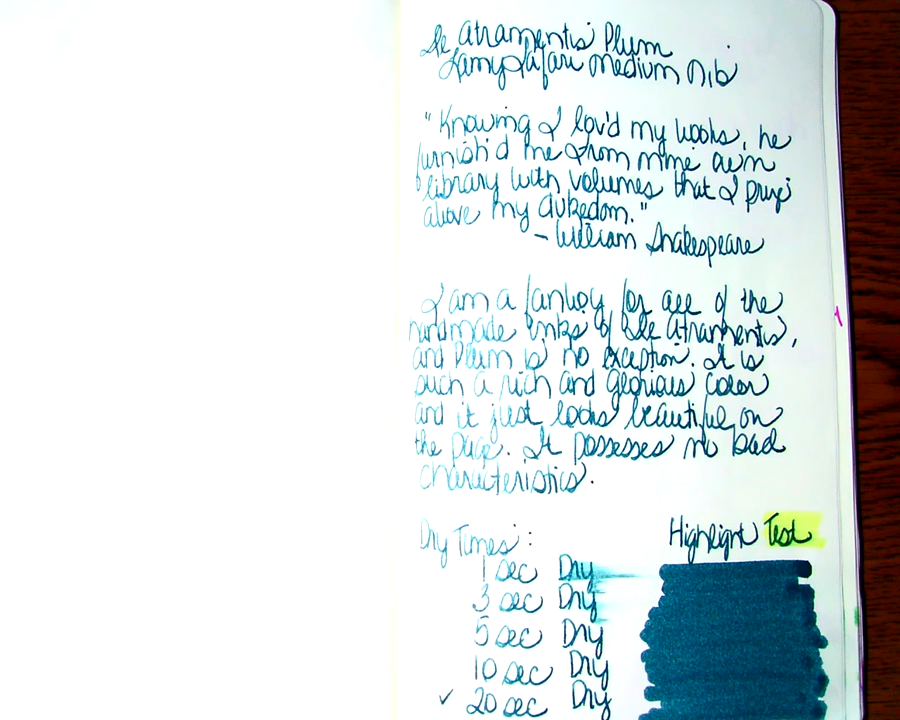 De Atramentis Plum
Lamy Safari Medium Nib
"Knowing I lov'd my books, he
furnish'd me from mine own
library with volumes that I prize
above my dukedom."
- William Shakespeare
I am a fanboy for all of the
handmade inks of De Atramentis,
and Plum is no exception. It is
such a rich and glorious color
and it just looks beautiful on
the page. It possesses no bad
characteristics.
Dry Times: Highlight Test
1 sec Dry
3 sec Dry
5 sec Dry
10 sec Dry
✓ 20 sec Dry